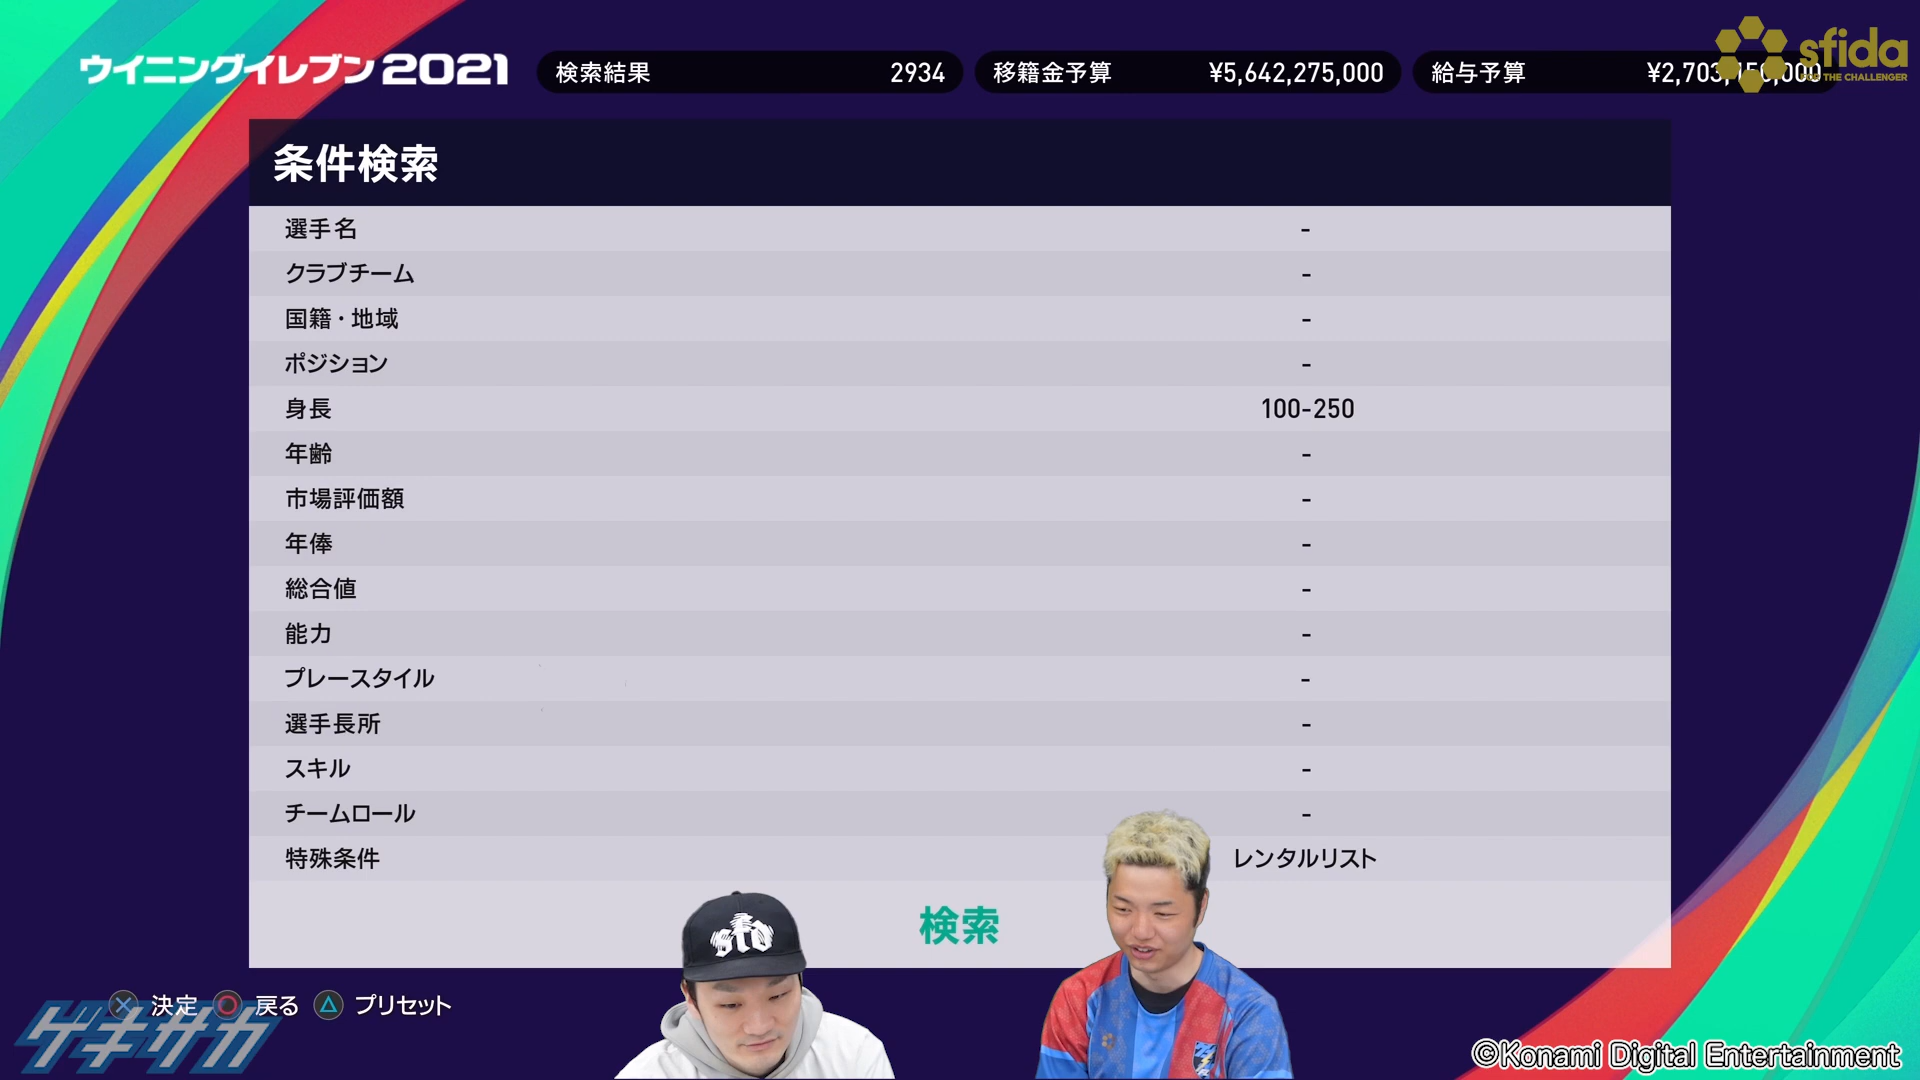 ウイニングイレブン 2021
検索結果 2934
移籍金予算 ¥5,642,275,000
給与予算
sfida
FOR THE CHALLENGER
条件検索
選手名 -
クラブチーム -
国籍・地域 -
ポジション -
身長 100-250
年齢 -
市場評価額 -
年俸 -
総合値 -
能力 -
プレースタイル -
選手長所 -
スキル -
チームロール -
特殊条件 レンタルリスト
検索
sfd
決定 戻る プリセット
ゲキサカ
©Konami Digital Entertainment